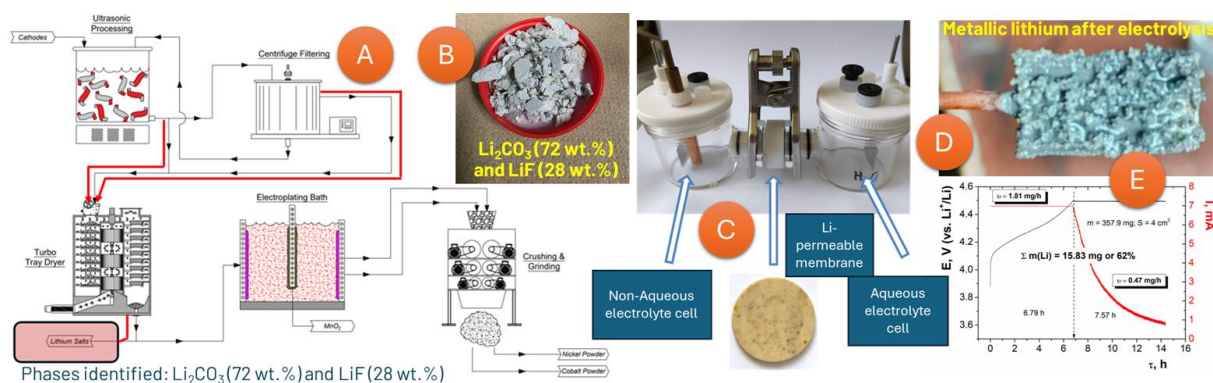 Ultrasonic
Processing
Cathodes
Centrifuge Filtering
A
Turbo
Tray Dryer
Electroplating Bath
Crushing &
Grinding
MnO₂
Lithium Salts
Nickel Powder
Cobalt Powder
Phases identified: Li₂CO₃ (72 wt.%) and LiF (28 wt.%)
B
Li₂CO₃ (72 wt.%)
and LiF (28 wt.%)
C
Non-Aqueous
electrolyte cell
Li-
permeable
membrane
Aqueous
electrolyte
cell
Metallic lithium after electrolysis
D
E
E, V (vs. Li⁺/Li)
4.6
4.4
4.2
4.0
3.8
3.6
υ = 1.81 mg/h
m = 357.9 mg; S = 4 cm²
Σ m(Li) = 15.83 mg or 62%
υ = 0.47 mg/h
6.79 h
7.57 h
8
7
6
5
4
3
2
1
0
I, mA
0 2 4 6 8 10 12 14 16
τ, h